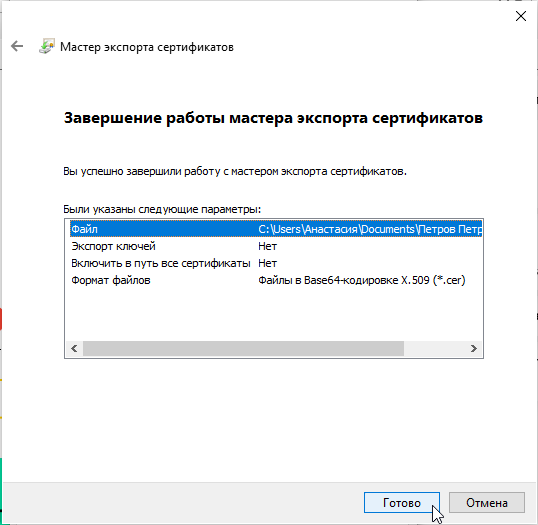 Мастер экспорта сертификатов
Завершение работы мастера экспорта сертификатов
Вы успешно завершили работу с мастером экспорта сертификатов.
Были указаны следующие параметры:
Файл C:\Users\Анастасия\Documents\Петров Петр
Экспорт ключей Нет
Включить в путь все сертификаты Нет
Формат файлов Файлы в Base64-кодировке X.509 (*.cer)
Готово Отмена